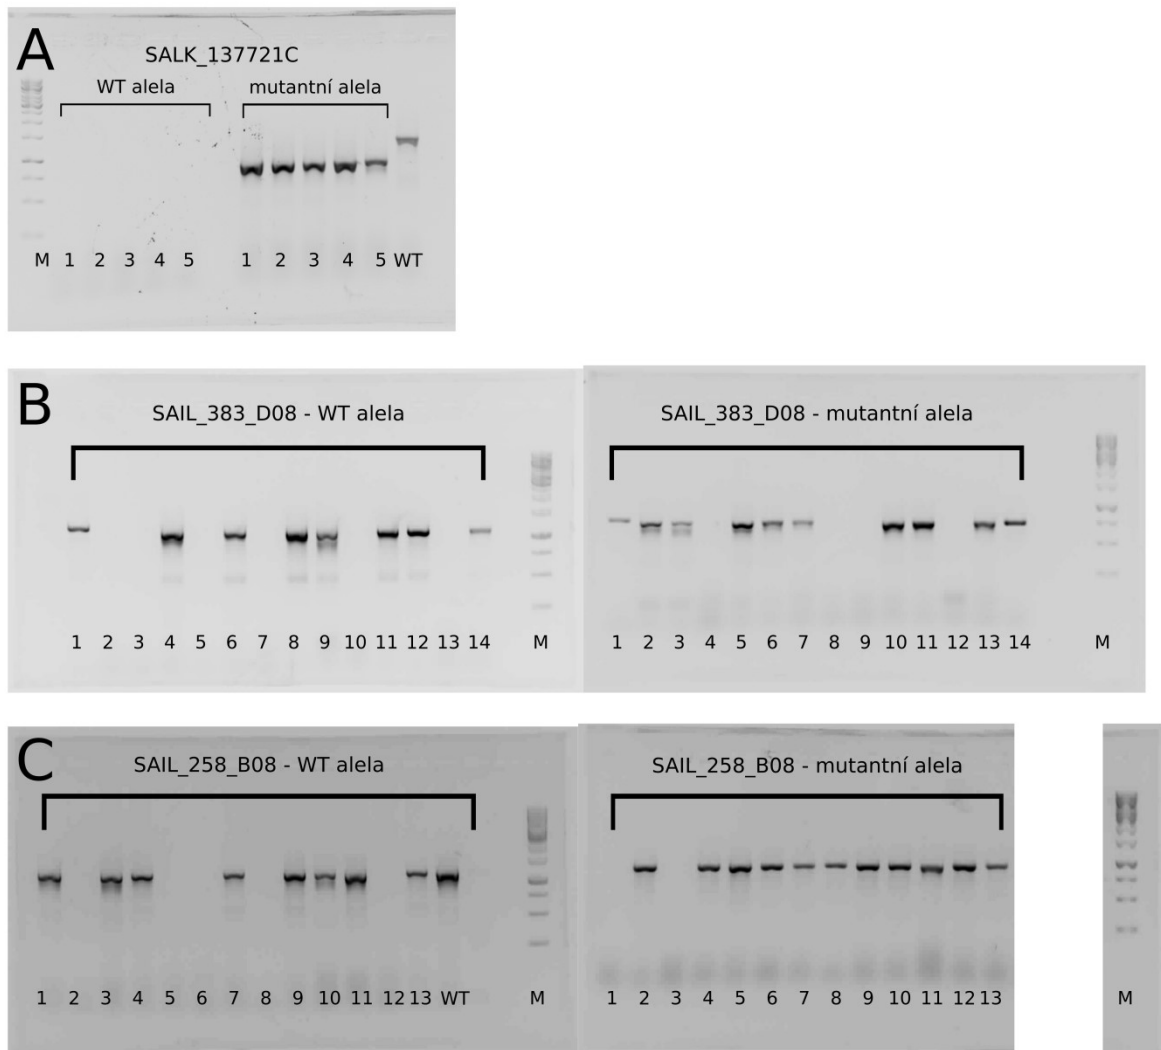 A
SALK_137721C
WT alela mutantní alela
M 1 2 3 4 5 1 2 3 4 5 WT
B
SAIL_383_D08 - WT alela SAIL_383_D08 - mutantní alela
1 2 3 4 5 6 7 8 9 10 11 12 13 14 M 1 2 3 4 5 6 7 8 9 10 11 12 13 14 M
C
SAIL_258_B08 - WT alela SAIL_258_B08 - mutantní alela
1 2 3 4 5 6 7 8 9 10 11 12 13 WT M 1 2 3 4 5 6 7 8 9 10 11 12 13 M